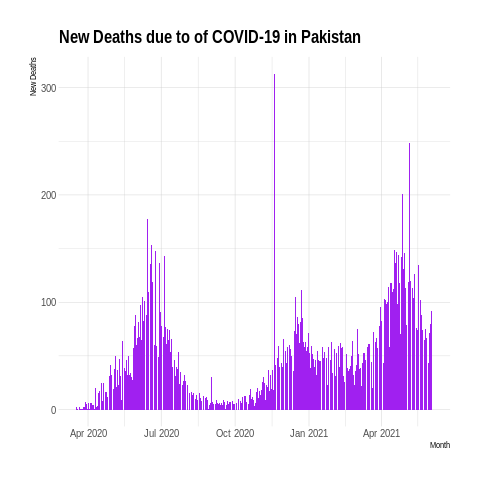 New Deaths due to of COVID-19 in Pakistan
New Deaths
300
200
100
0
Apr 2020 Jul 2020 Oct 2020 Jan 2021 Apr 2021
Month